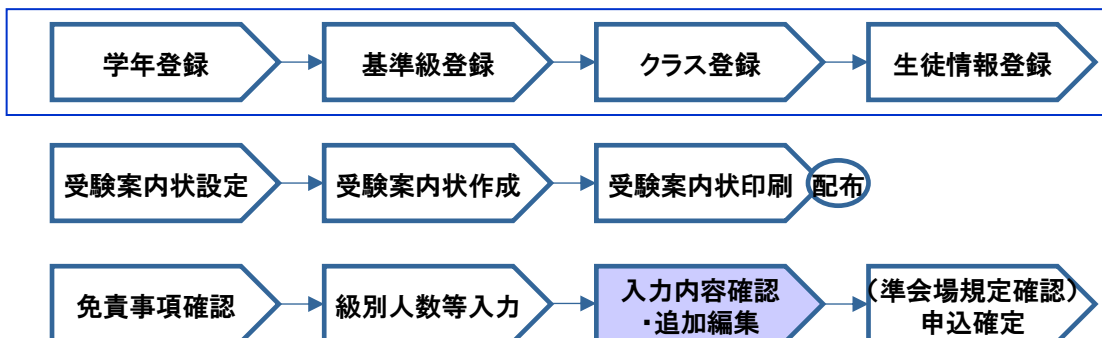 学年登録
基準級登録
クラス登録
生徒情報登録
受験案内状設定
受験案内状作成
受験案内状印刷
配布
免責事項確認
級別人数等入力
入力内容確認
・追加編集
(準会場規定確認)
申込確定